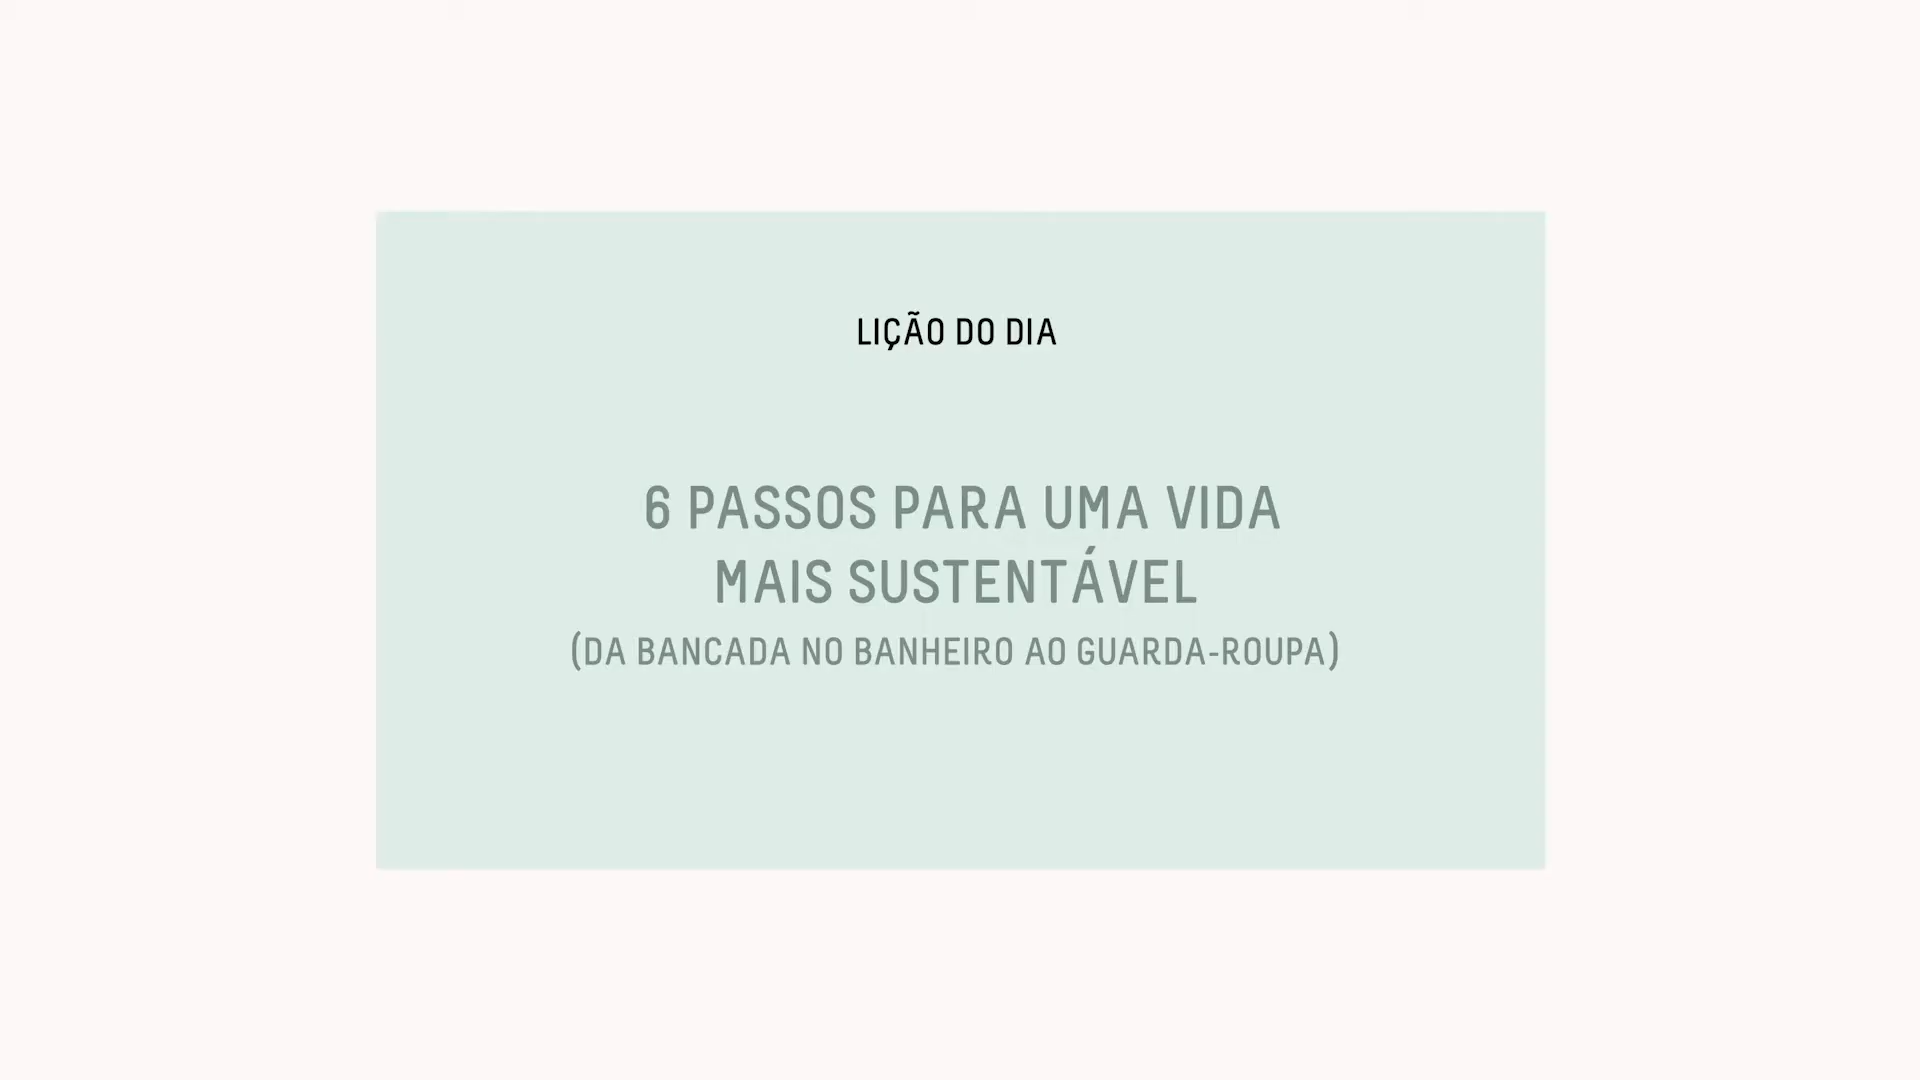 LIÇÃO DO DIA
6 PASSOS PARA UMA VIDA
MAIS SUSTENTÁVEL
(DA BANCADA NO BANHEIRO AO GUARDA-ROUPA)